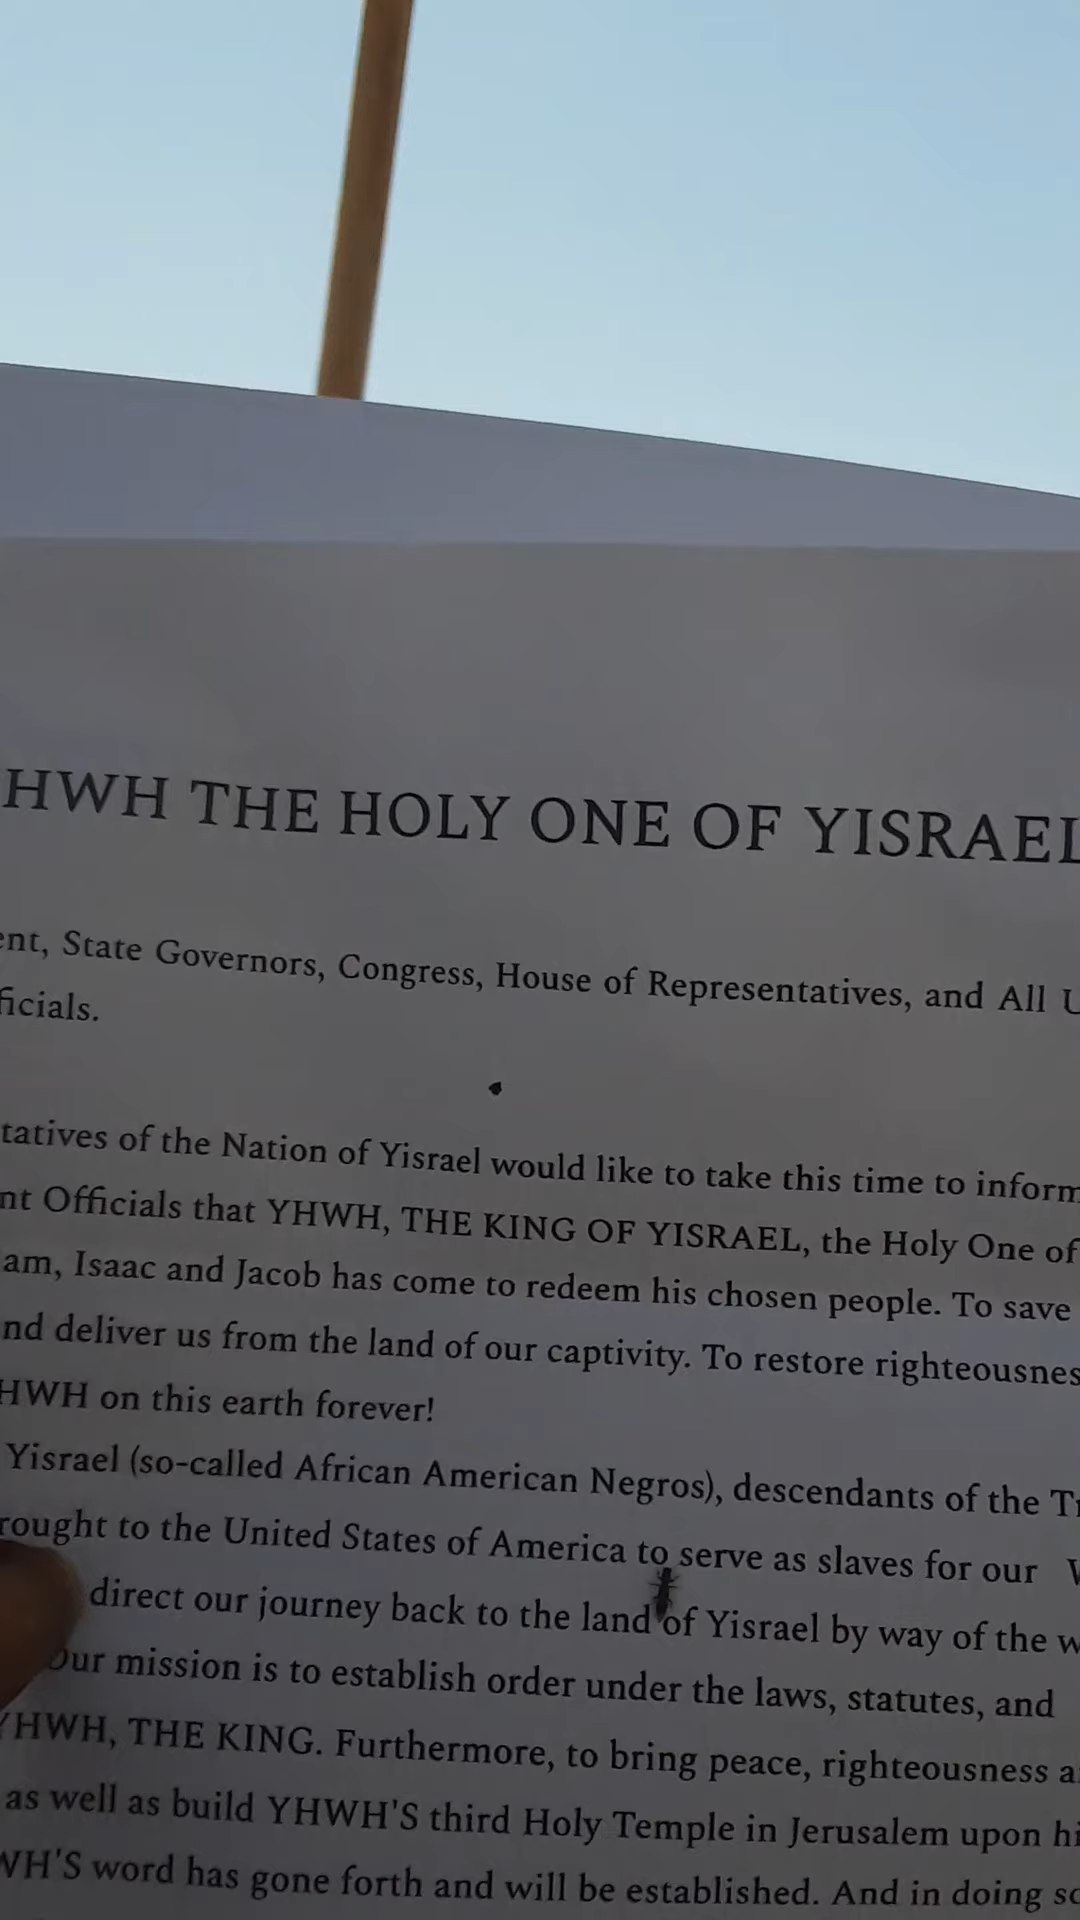 HWH THE HOLY ONE OF YISRAEL
ent, State Governors, Congress, House of Representatives, and All U
ficials.
tatives of the Nation of Yisrael would like to take this time to inform
nt Officials that YHWH, THE KING OF YISRAEL, the Holy One of
am, Isaac and Jacob has come to redeem his chosen people. To save
nd deliver us from the land of our captivity. To restore righteousnes
HWH on this earth forever!
Yisrael (so-called African American Negros), descendants of the Tr
rought to the United States of America to serve as slaves for our W
direct our journey back to the land of Yisrael by way of the w
Our mission is to establish order under the laws, statutes, and
YHWH, THE KING. Furthermore, to bring peace, righteousness a
as well as build YHWH'S third Holy Temple in Jerusalem upon hi
WH'S word has gone forth and will be established. And in doing so